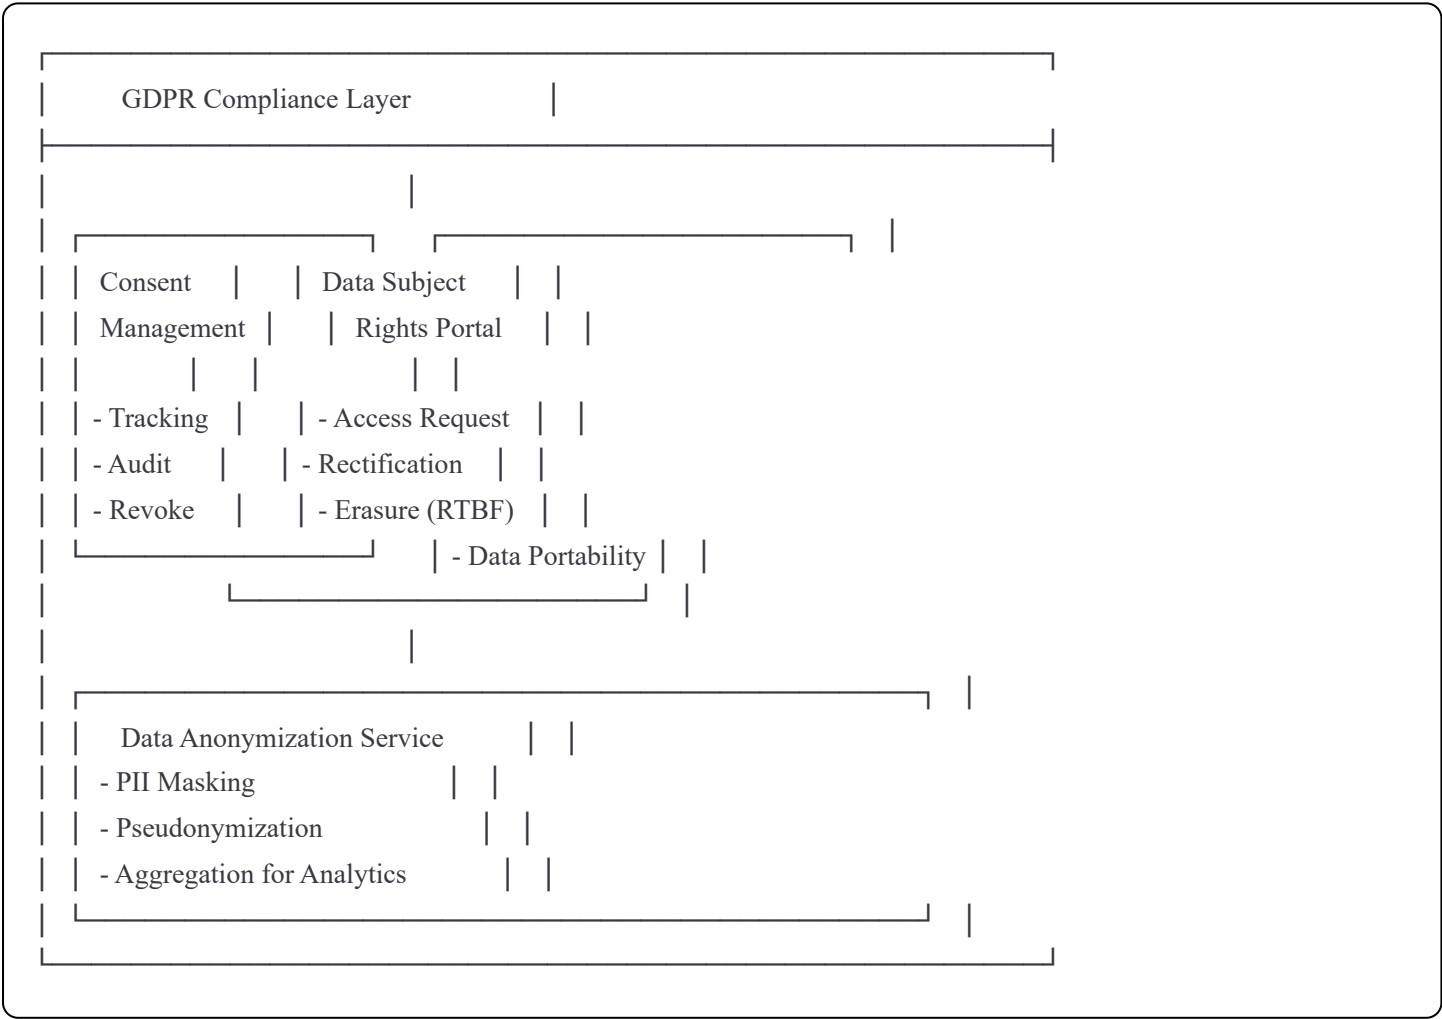 GDPR Compliance Layer
Consent Data Subject
Management Rights Portal
- Tracking - Access Request
- Audit - Rectification
- Revoke - Erasure (RTBF)
- Data Portability
Data Anonymization Service
- PII Masking
- Pseudonymization
- Aggregation for Analytics